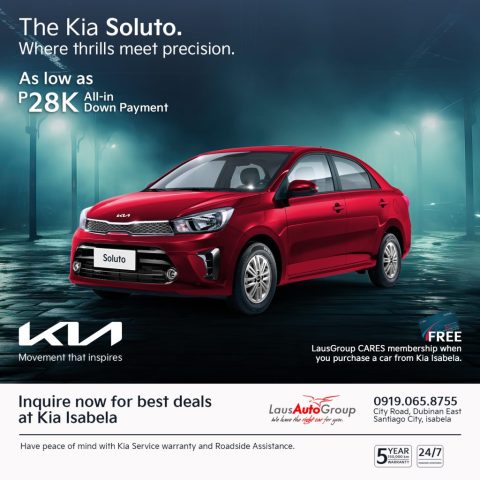 The Kia Soluto.
Where thrills meet precision.
As low as
₱28K All-in
Down Payment
KIA
Soluto
KIA
Movement that inspires
FREE
LausGroup CARES membership when
you purchase a car from Kia Isabela.
Inquire now for best deals
at Kia Isabela
LausAutoGroup
We have the right car for you.
0919.065.8755
City Road, Dubinan East
Santiago City, isabela
Have peace of mind with Kia Service warranty and Roadside Assistance.
5 YEAR
WARRANTY
24/7